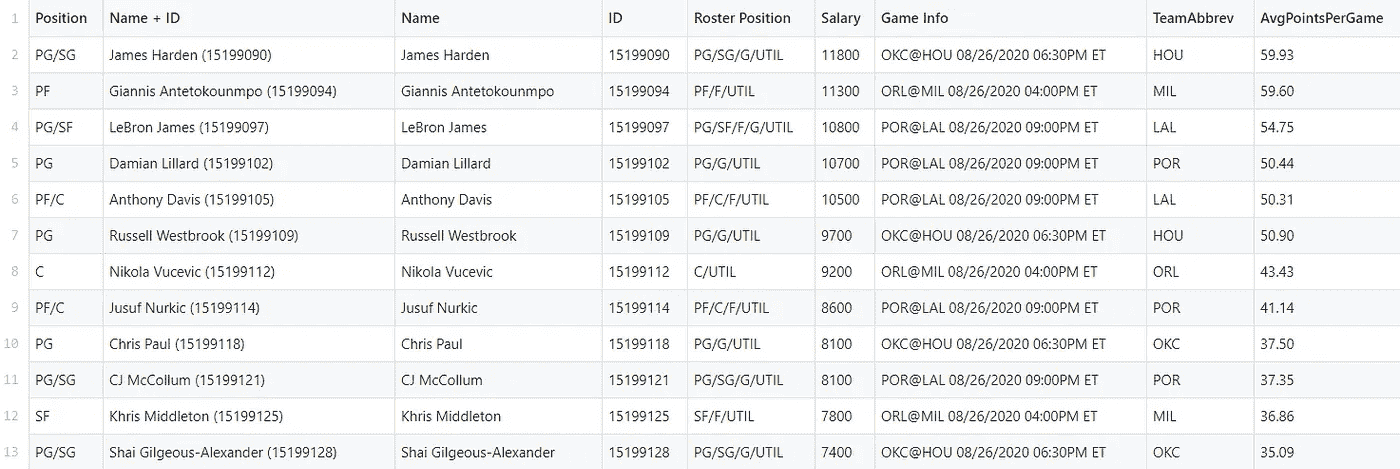 1 Position Name + ID Name ID Roster Position Salary Game Info TeamAbbrev AvgPointsPerGame
2 PG/SG James Harden (15199090) James Harden 15199090 PG/SG/G/UTIL 11800 OKC@HOU 08/26/2020 06:30PM ET HOU 59.93
3 PF Giannis Antetokounmpo (15199094) Giannis Antetokounmpo 15199094 PF/F/UTIL 11300 ORL@MIL 08/26/2020 04:00PM ET MIL 59.60
4 PG/SF LeBron James (15199097) LeBron James 15199097 PG/SF/F/G/UTIL 10800 POR@LAL 08/26/2020 09:00PM ET LAL 54.75
5 PG Damian Lillard (15199102) Damian Lillard 15199102 PG/G/UTIL 10700 POR@LAL 08/26/2020 09:00PM ET POR 50.44
6 PF/C Anthony Davis (15199105) Anthony Davis 15199105 PF/C/F/UTIL 10500 POR@LAL 08/26/2020 09:00PM ET LAL 50.31
7 PG Russell Westbrook (15199109) Russell Westbrook 15199109 PG/G/UTIL 9700 OKC@HOU 08/26/2020 06:30PM ET HOU 50.90
8 C Nikola Vucevic (15199112) Nikola Vucevic 15199112 C/UTIL 9200 ORL@MIL 08/26/2020 04:00PM ET ORL 43.43
9 PF/C Jusuf Nurkic (15199114) Jusuf Nurkic 15199114 PF/C/F/UTIL 8600 POR@LAL 08/26/2020 09:00PM ET POR 41.14
10 PG Chris Paul (15199118) Chris Paul 15199118 PG/G/UTIL 8100 OKC@HOU 08/26/2020 06:30PM ET OKC 37.50
11 PG/SG CJ McCollum (15199121) CJ McCollum 15199121 PG/SG/G/UTIL 8100 POR@LAL 08/26/2020 09:00PM ET POR 37.35
12 SF Khris Middleton (15199125) Khris Middleton 15199125 SF/F/UTIL 7800 ORL@MIL 08/26/2020 04:00PM ET MIL 36.86
13 PG/SG Shai Gilgeous-Alexander (15199128) Shai Gilgeous-Alexander 15199128 PG/SG/G/UTIL 7400 OKC@HOU 08/26/2020 06:30PM ET OKC 35.09